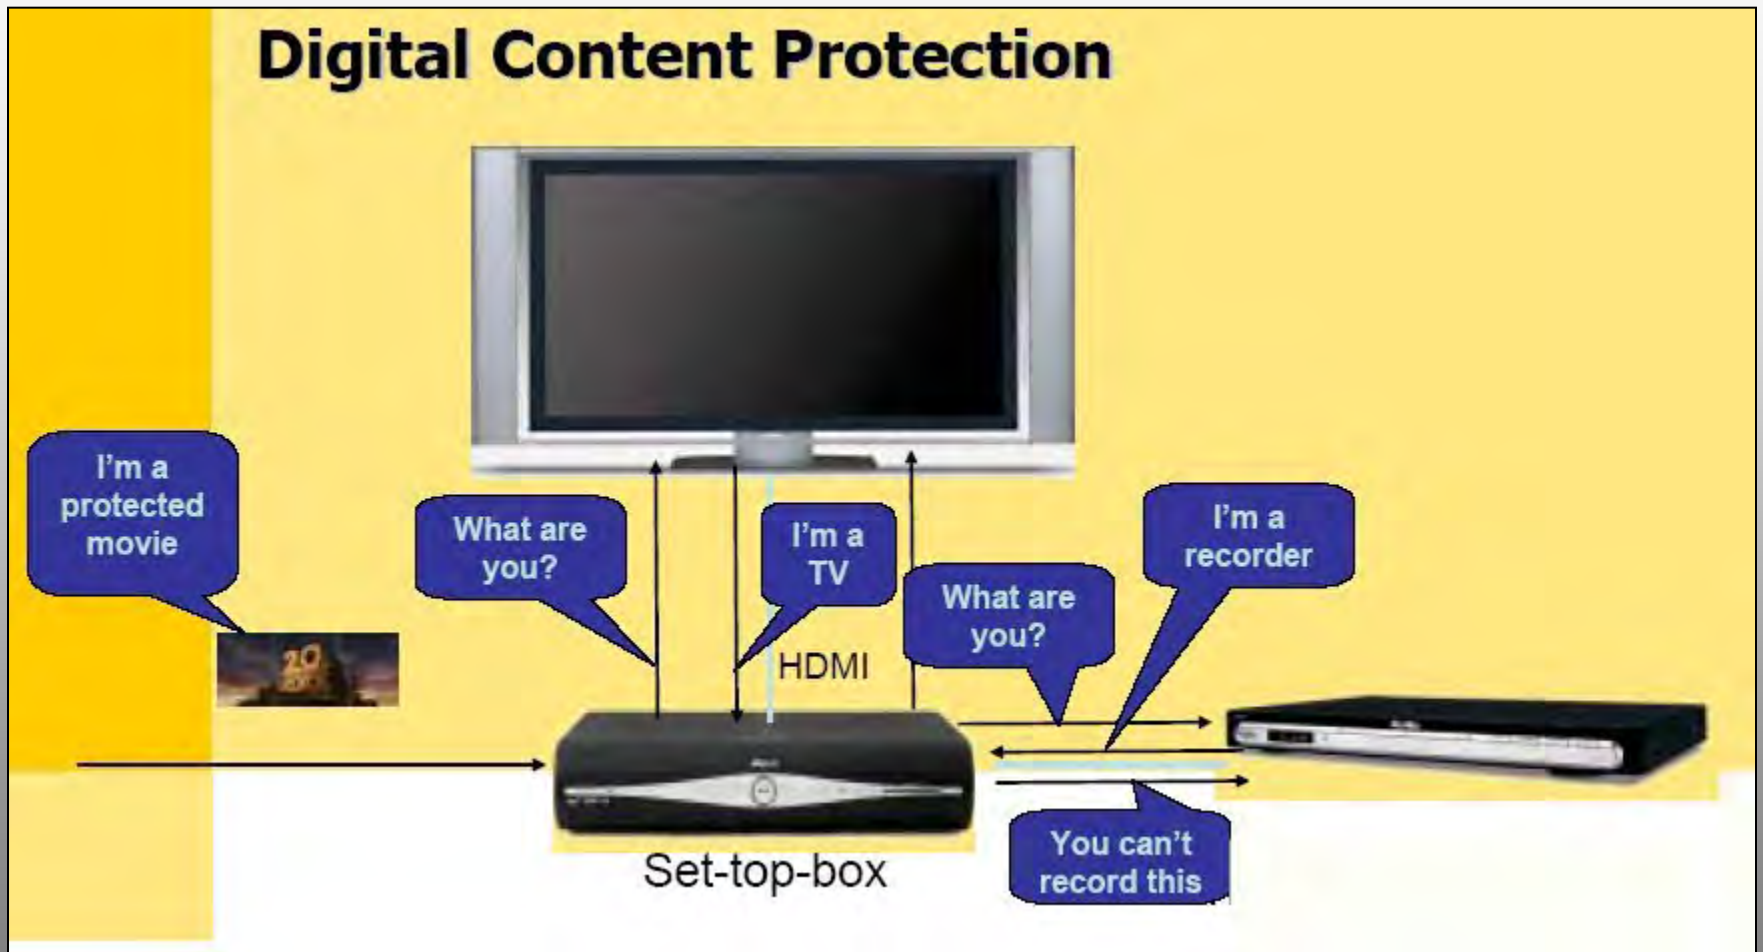 Digital Content Protection
I'm a
protected
movie
What are
you?
I'm a
TV
What are
you?
I'm a
recorder
HDMI
20
You can't
record this
Set-top-box